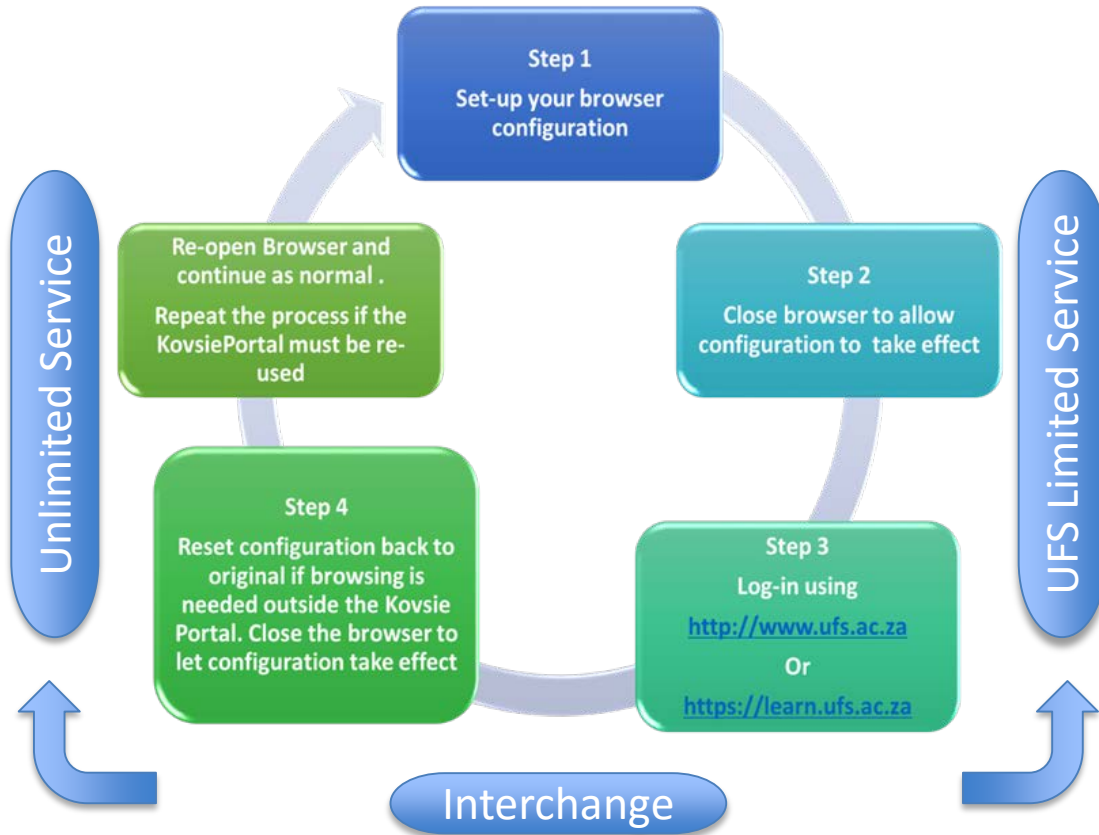 Step 1
Set-up your browser
configuration
Step 2
Close browser to allow
configuration to take effect
Step 3
Log-in using
http://www.ufs.ac.za
Or
https://learn.ufs.ac.za
Step 4
Reset configuration back to
original if browsing is
needed outside the Kovsie
Portal. Close the browser to
let configuration take effect
Re-open Browser and
continue as normal .
Repeat the process if the
KovsiePortal must be re-
used
Unlimited Service
UFS Limited Service
Interchange